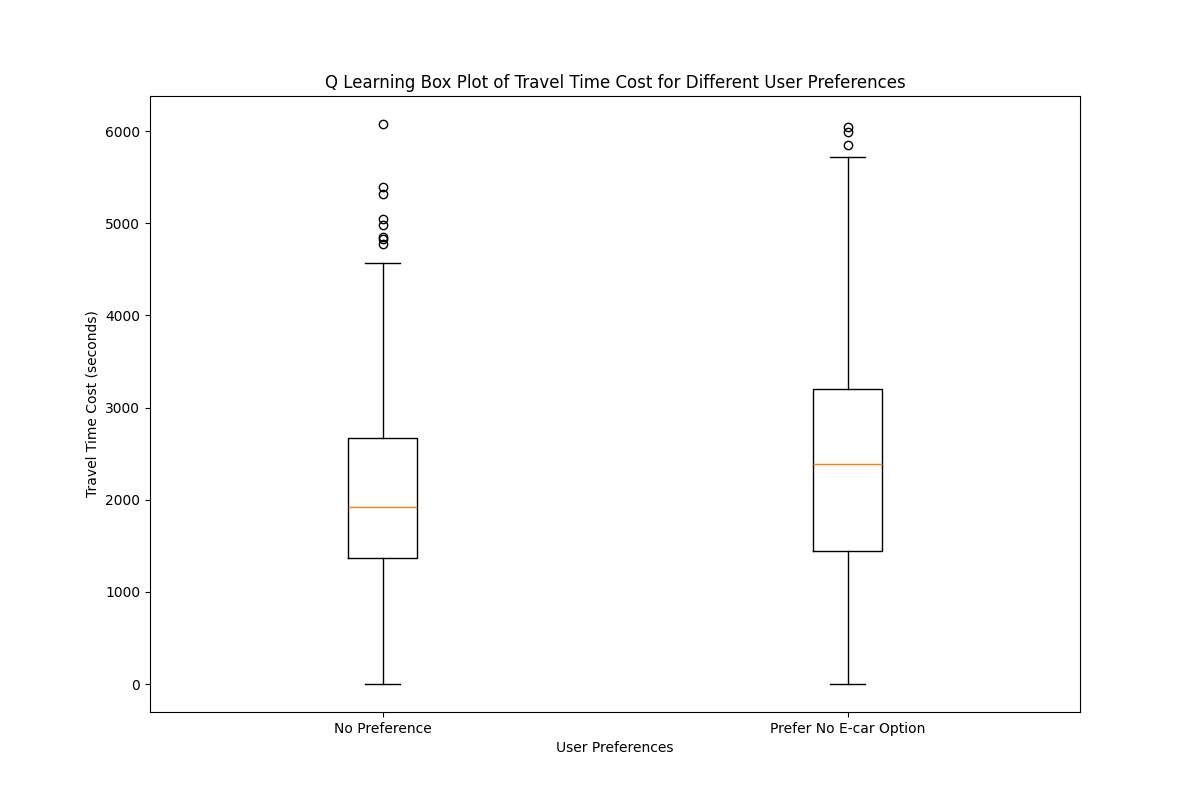 Q Learning Box Plot of Travel Time Cost for Different User Preferences
Travel Time Cost (seconds)
6000
5000
4000
3000
2000
1000
0
No Preference
Prefer No E-car Option
User Preferences